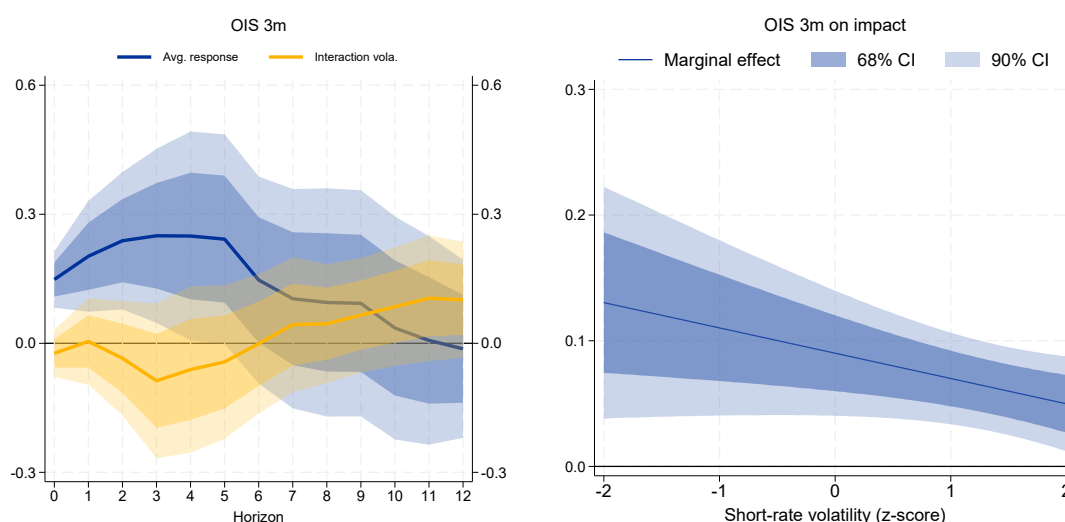 OIS 3m
Avg. response
Interaction vola.
0.6
0.6
0.3
0.3
0.0
0.0
-0.3
-0.3
0 1 2 3 4 5 6 7 8 9 10 11 12
Horizon
OIS 3m on impact
Marginal effect
68% CI
90% CI
0.3
0.2
0.1
0.0
-2 -1 0 1 2
Short-rate volatility (z-score)